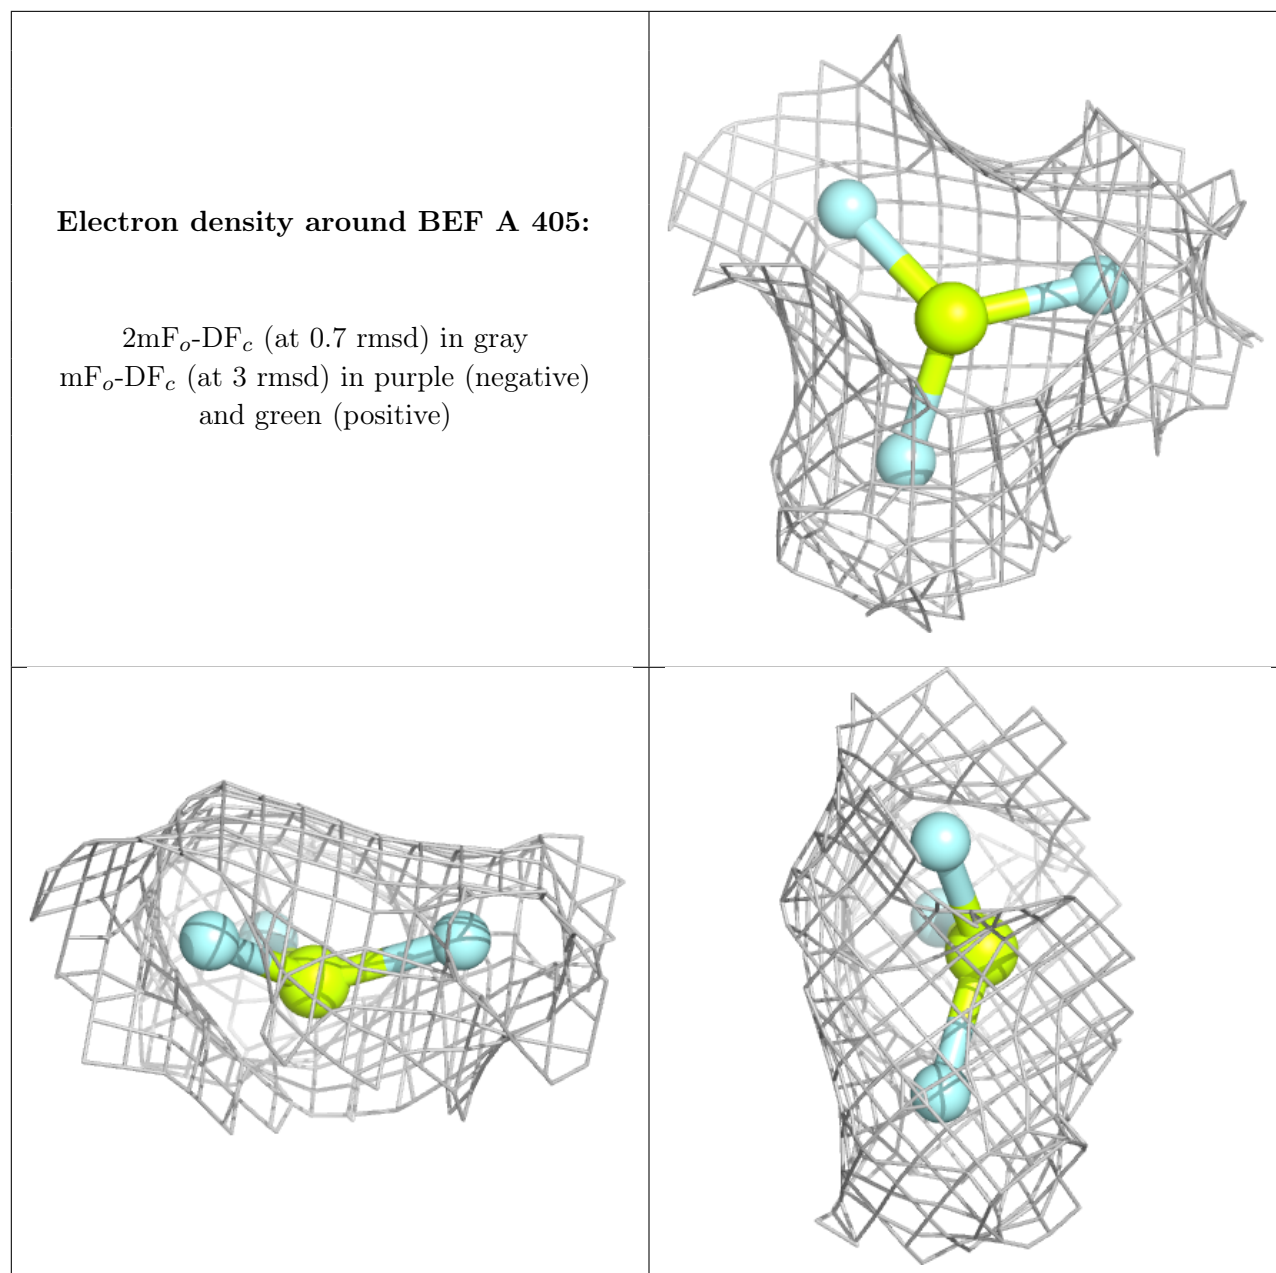 Electron density around BEF A 405:
2mFo-DFc (at 0.7 rmsd) in gray
mFo-DFc (at 3 rmsd) in purple (negative)
and green (positive)